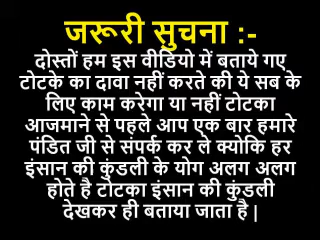 जरूरी सुचना :-
दोस्तों हम इस वीडियो में बताये गए
टोटके का दावा नहीं करते की ये सब के
लिए काम करेगा या नहीं टोटका
आजमाने से पहले आप एक बार हमारे
पंडित जी से संपर्क कर ले क्योकि हर
इंसान की कुंडली के योग अलग अलग
होते है टोटका इंसान की कुंडली
देखकर ही बताया जाता है |